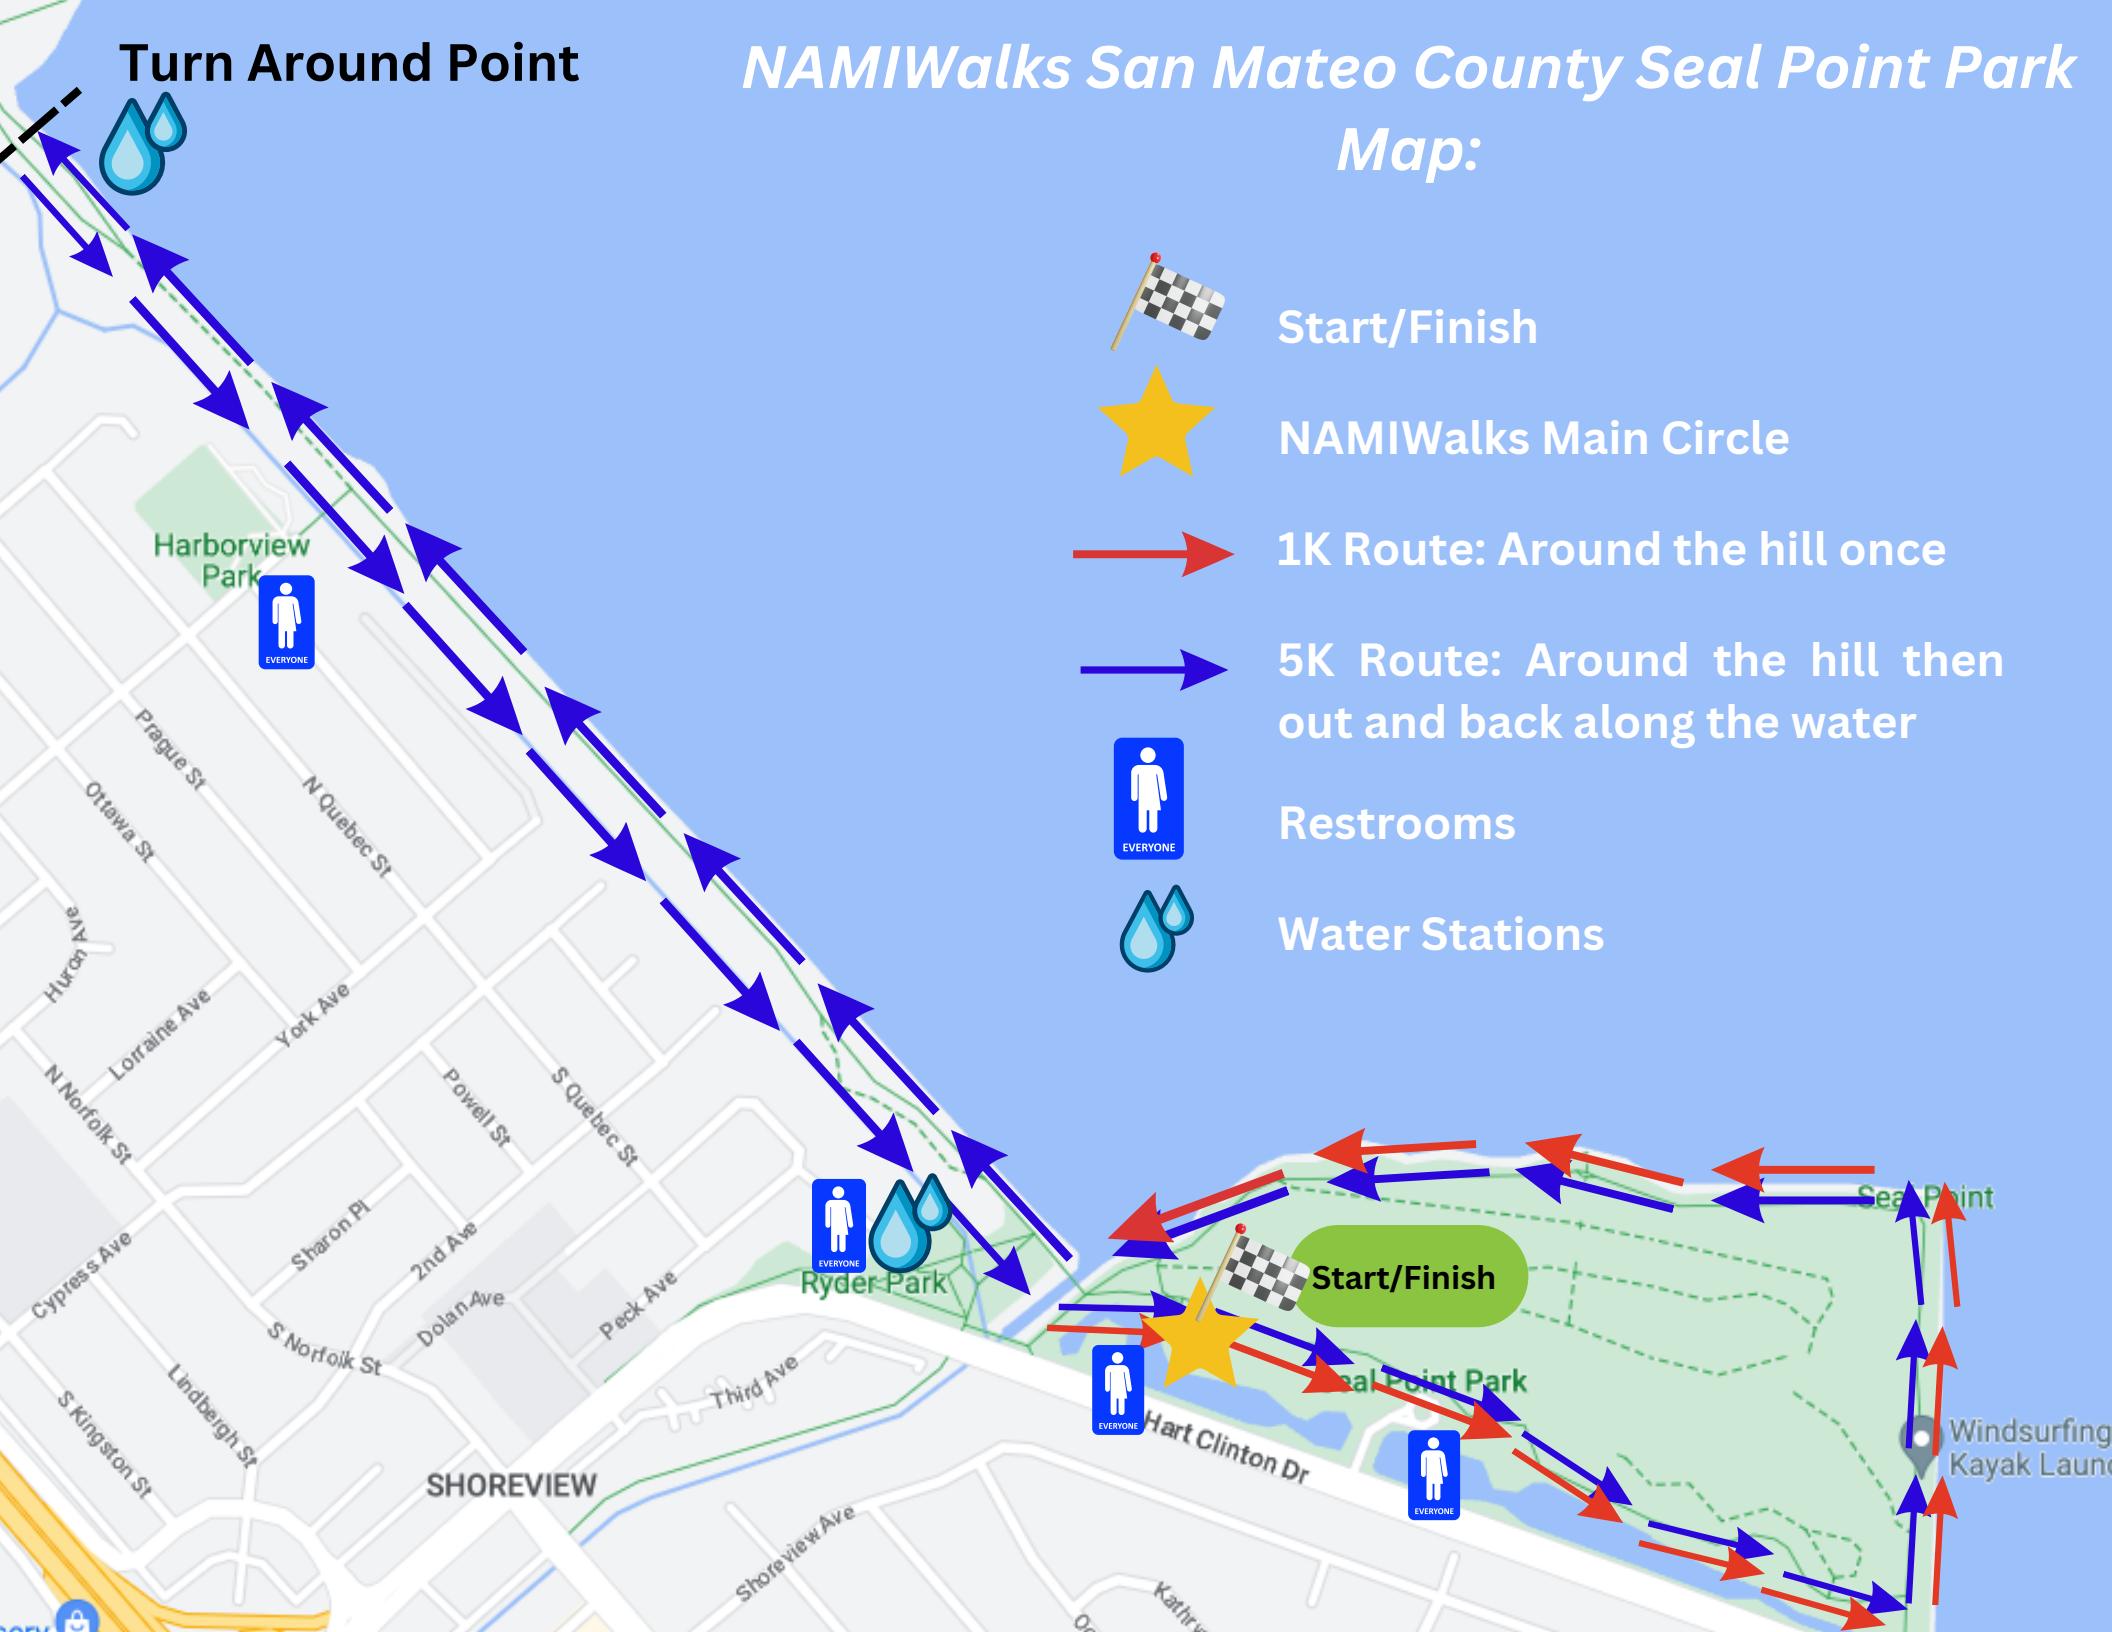 Turn Around Point
NAMIWalks San Mateo County Seal Point Park
Map:
Start/Finish
NAMIWalks Main Circle
1K Route: Around the hill once
5K Route: Around the hill then
out and back along the water
EVERYONE
Restrooms
Water Stations
Harborview
Park
EVERYONE
Prague St
Ottawa St
N Quebec St
Huron Ave
Lorraine Ave
York Ave
N Norfolk St
Powell St
S Quebec St
Sharon Pl
2nd Ave
Cypress Ave
Dolan Ave
Peck Ave
S Norfolk St
Lindbergh St
S Kingston St
Third Ave
SHOREVIEW
Shoreview Ave
EVERYONE
Ryder Park
Seal Point
Start/Finish
Seal Point Park
EVERYONE
Hart Clinton Dr
EVERYONE
Windsurfing
Kayak Laun